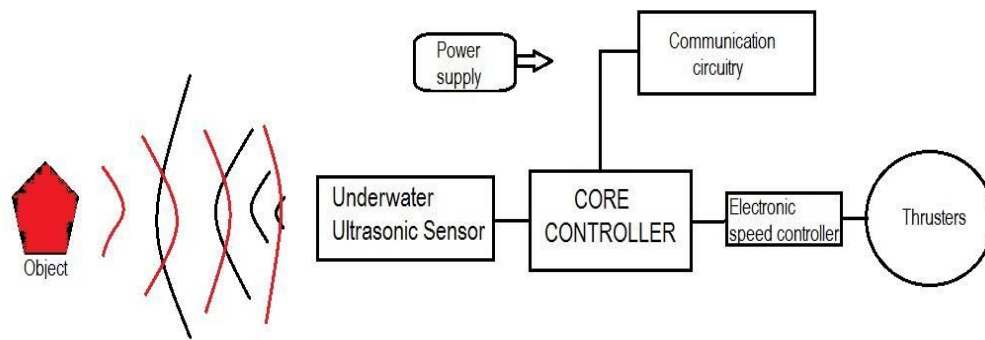 Power
supply
Communication
circuitry
Object
Underwater
Ultrasonic Sensor
CORE
CONTROLLER
Electronic
speed controller
Thrusters